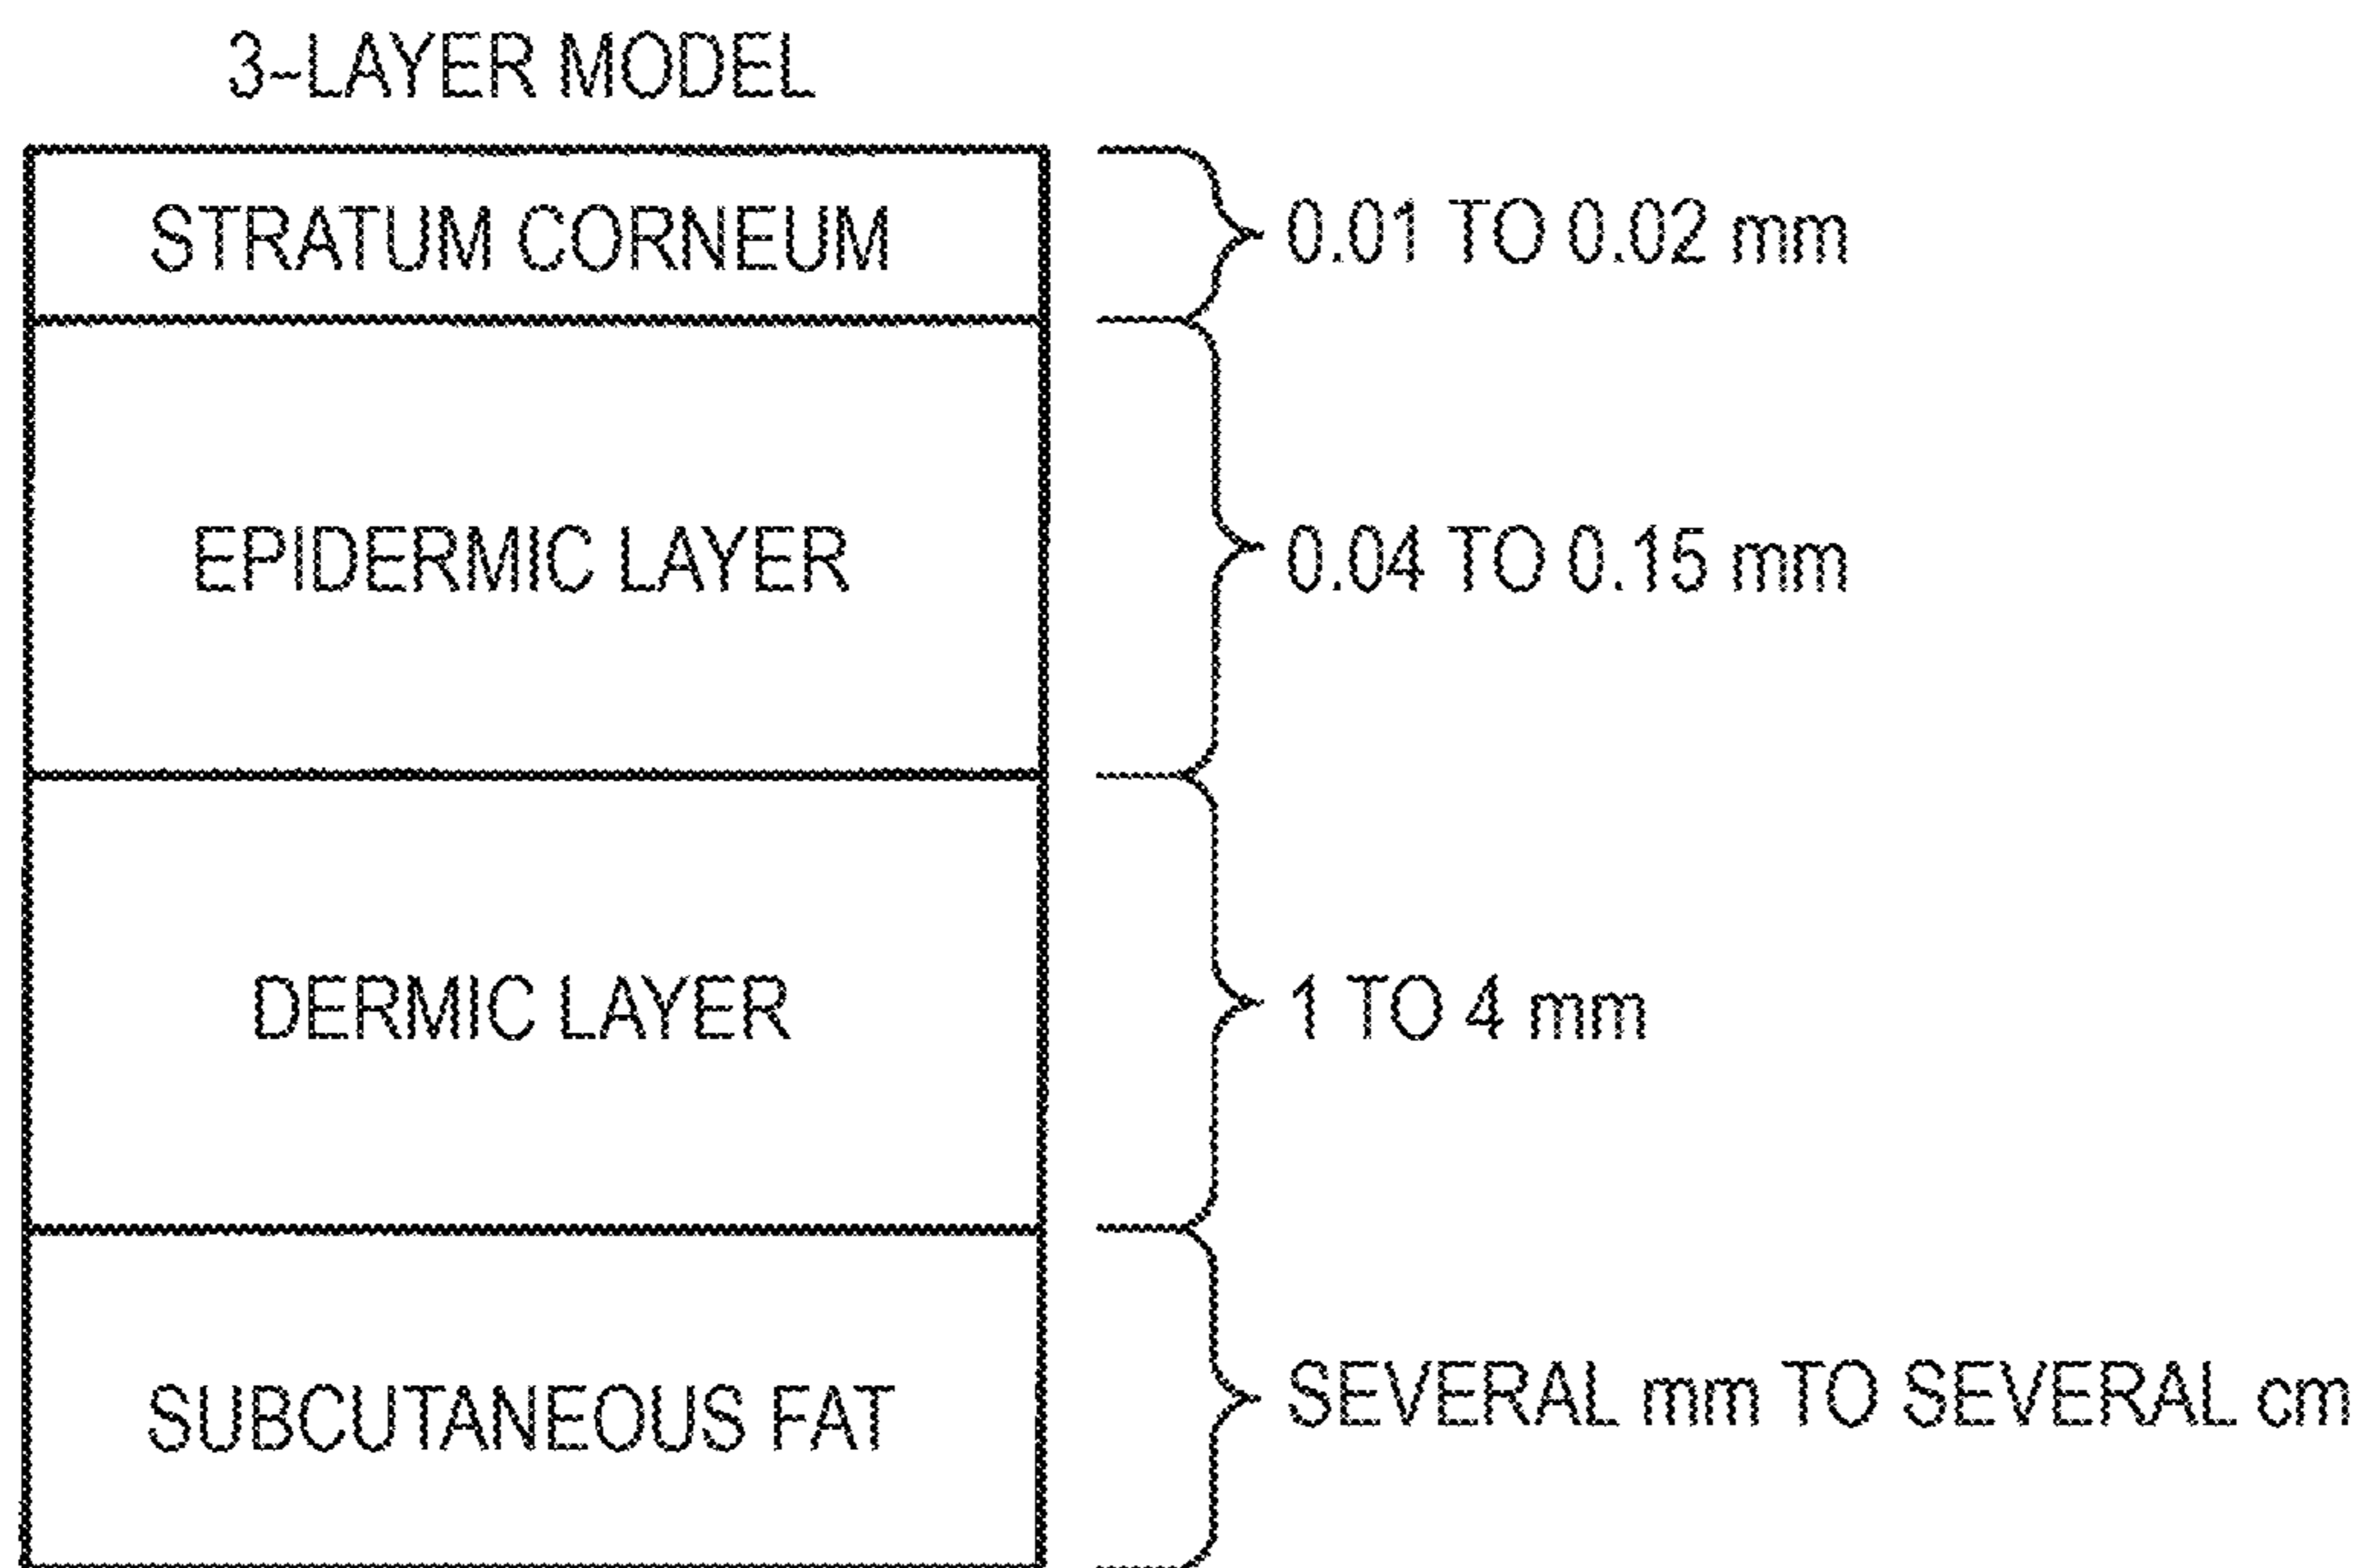 3-LAYER MODEL
STRATUM CORNEUM
0.01 TO 0.02 mm
EPIDERMIC LAYER
0.04 TO 0.15 mm
DERMIC LAYER
1 TO 4 mm
SUBCUTANEOUS FAT
SEVERAL mm TO SEVERAL cm